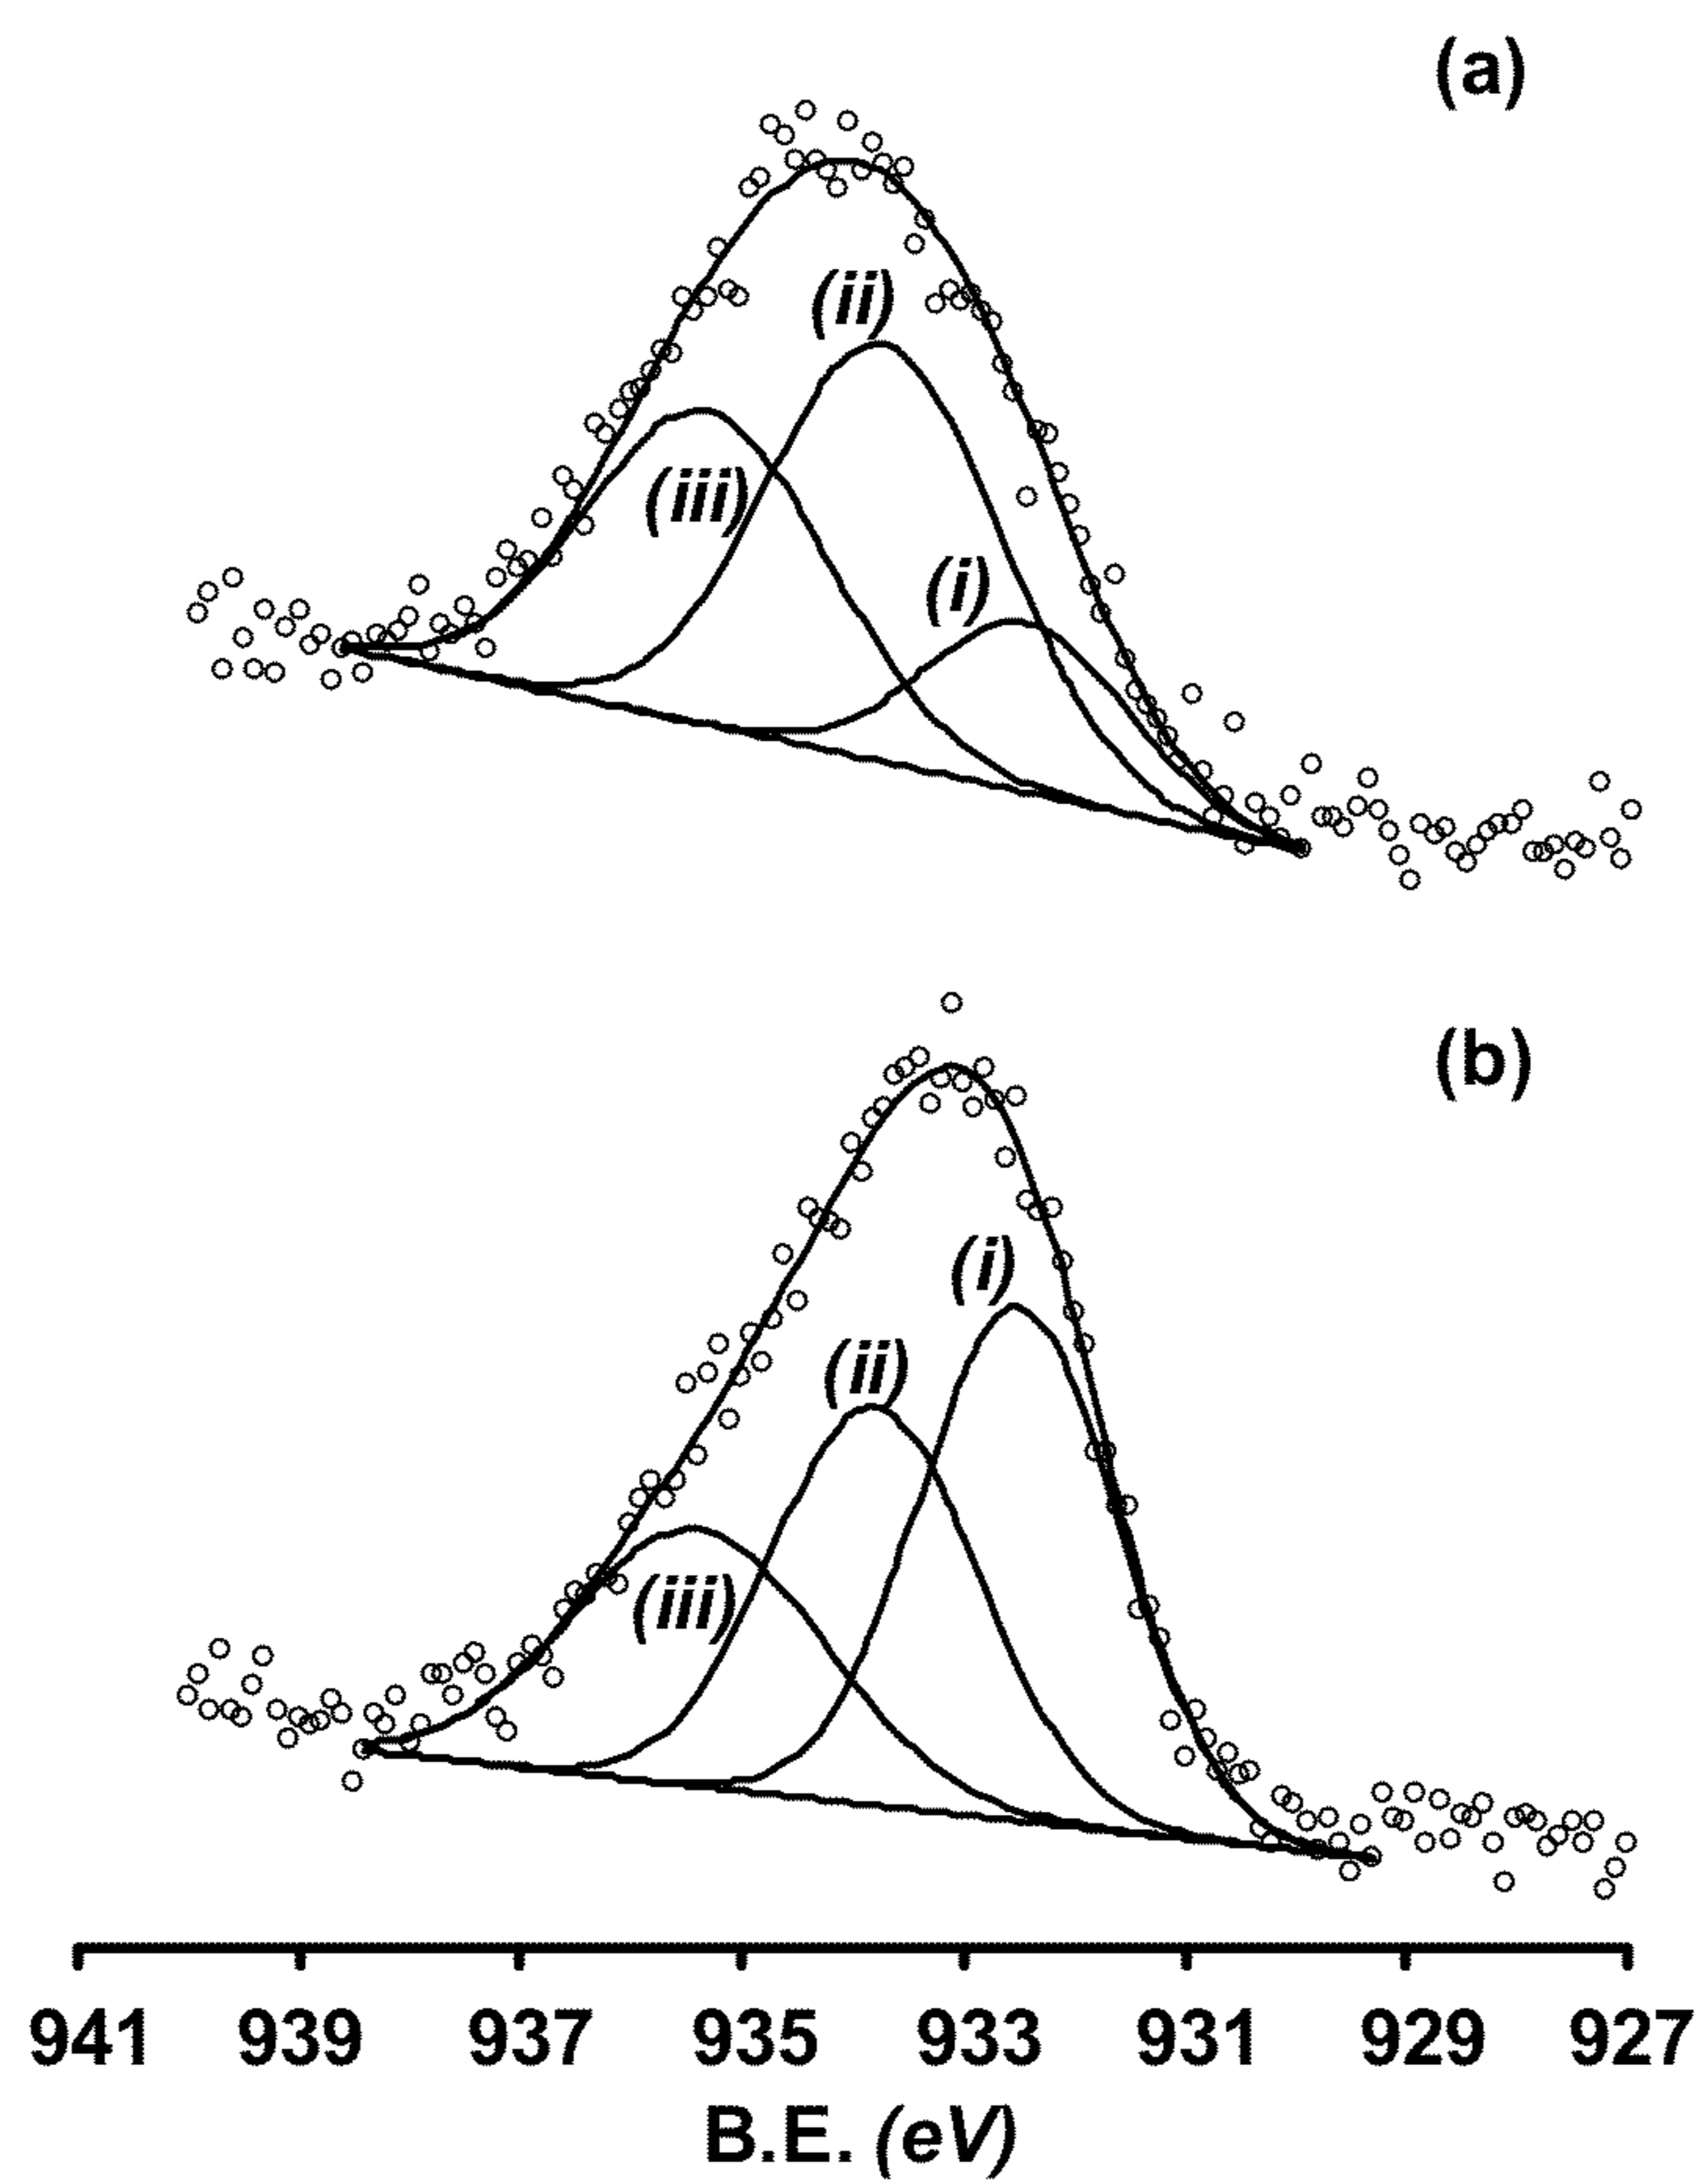 (a)
(ii)
(iii)
(i)
(b)
(i)
(ii)
(iii)
941 939 937 935 933 931 929 927
B.E. (eV)